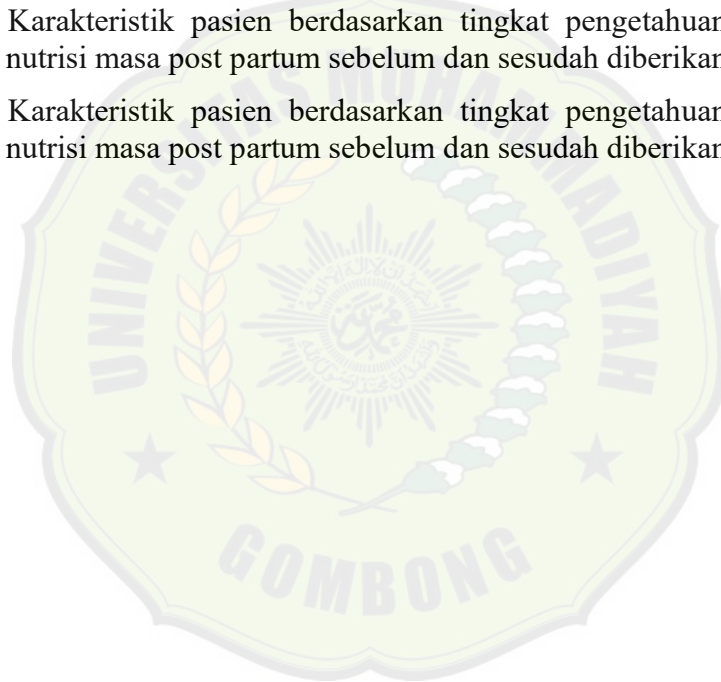 Karakteristik pasien berdasarkan tingkat pengetahuan
nutrisi masa post partum sebelum dan sesudah diberikan
Karakteristik pasien berdasarkan tingkat pengetahuan
nutrisi masa post partum sebelum dan sesudah diberikan
UNIVERSITAS MUHAMMADIYAH
GOMBONG